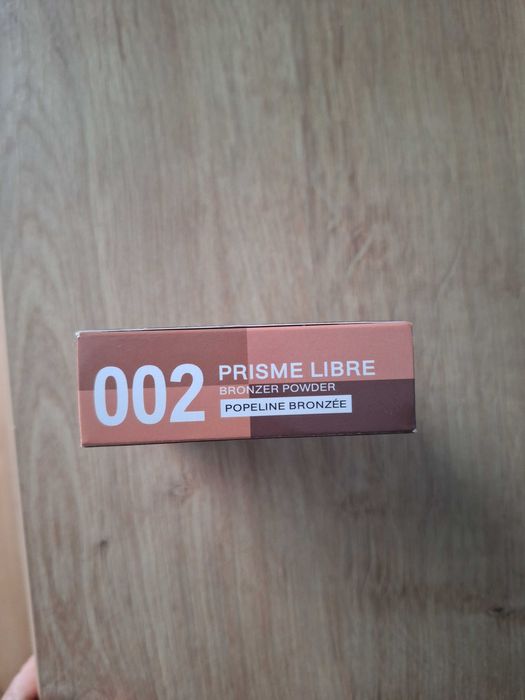 002
PRISME LIBRE
BRONZER POWDER
POPELINE BRONZÉE